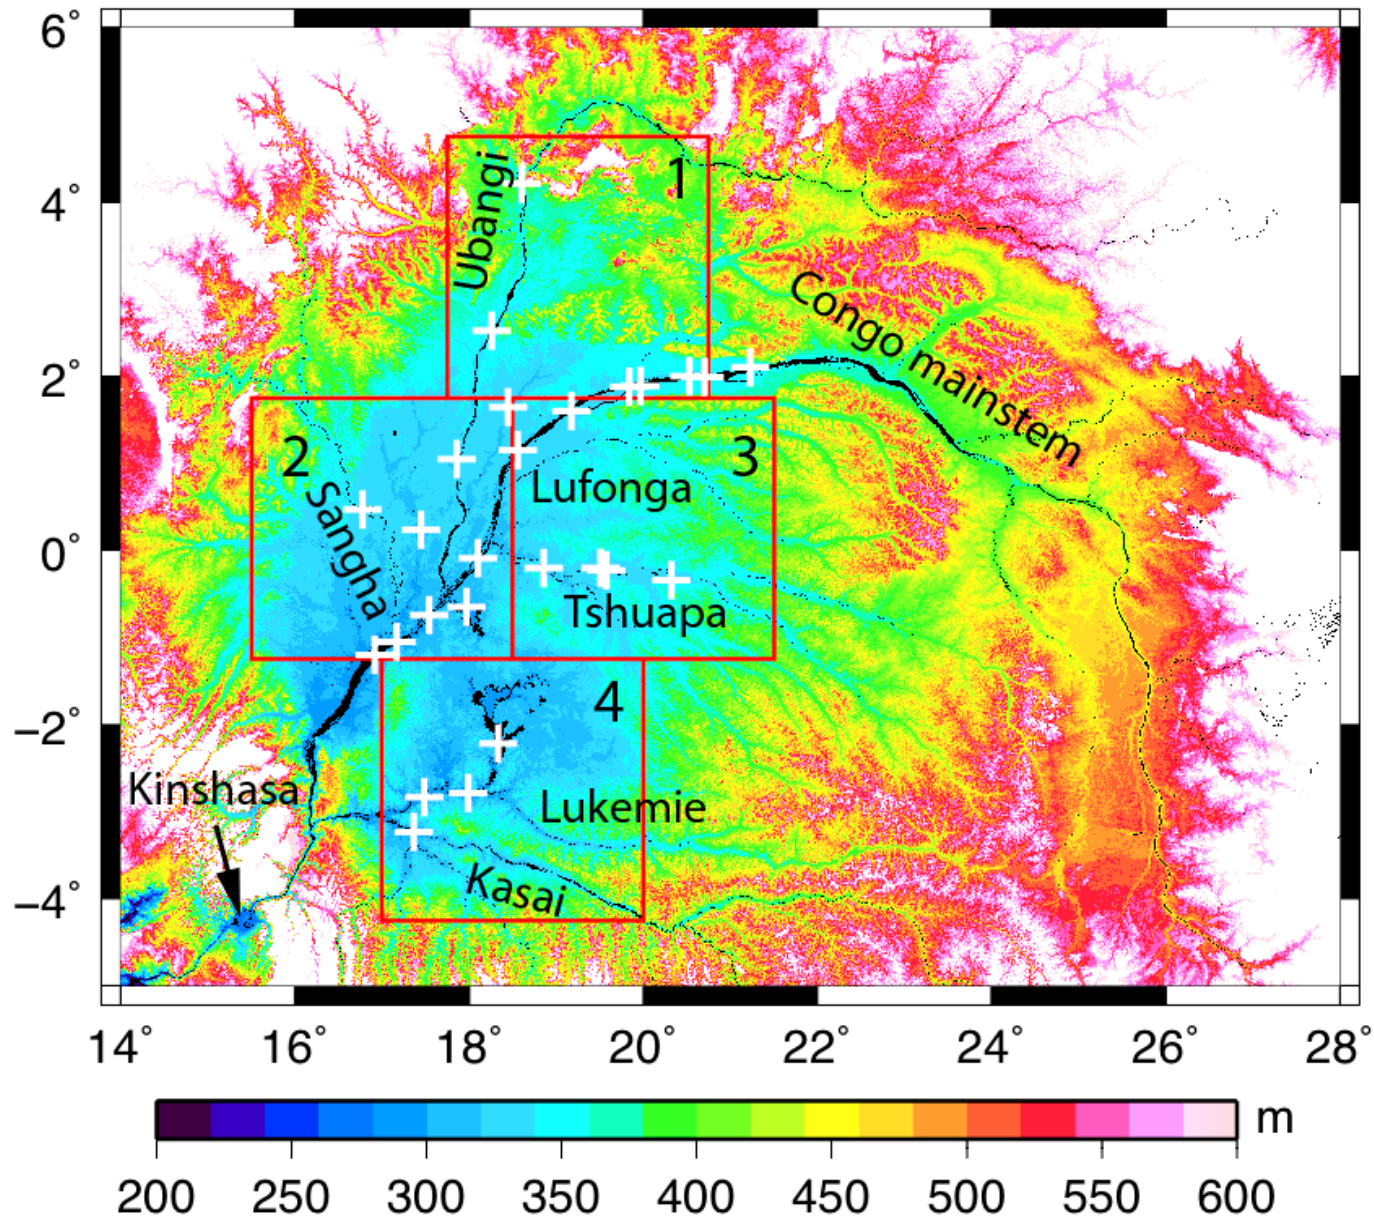 6°
4°
2°
0°
−2°
−4°
Ubangi
1
Congo mainstem
2
3
Sangha
Lufonga
Tshuapa
4
Kinshasa
Lukemie
Kasai
14° 16° 18° 20° 22° 24° 26° 28°
m
200 250 300 350 400 450 500 550 600